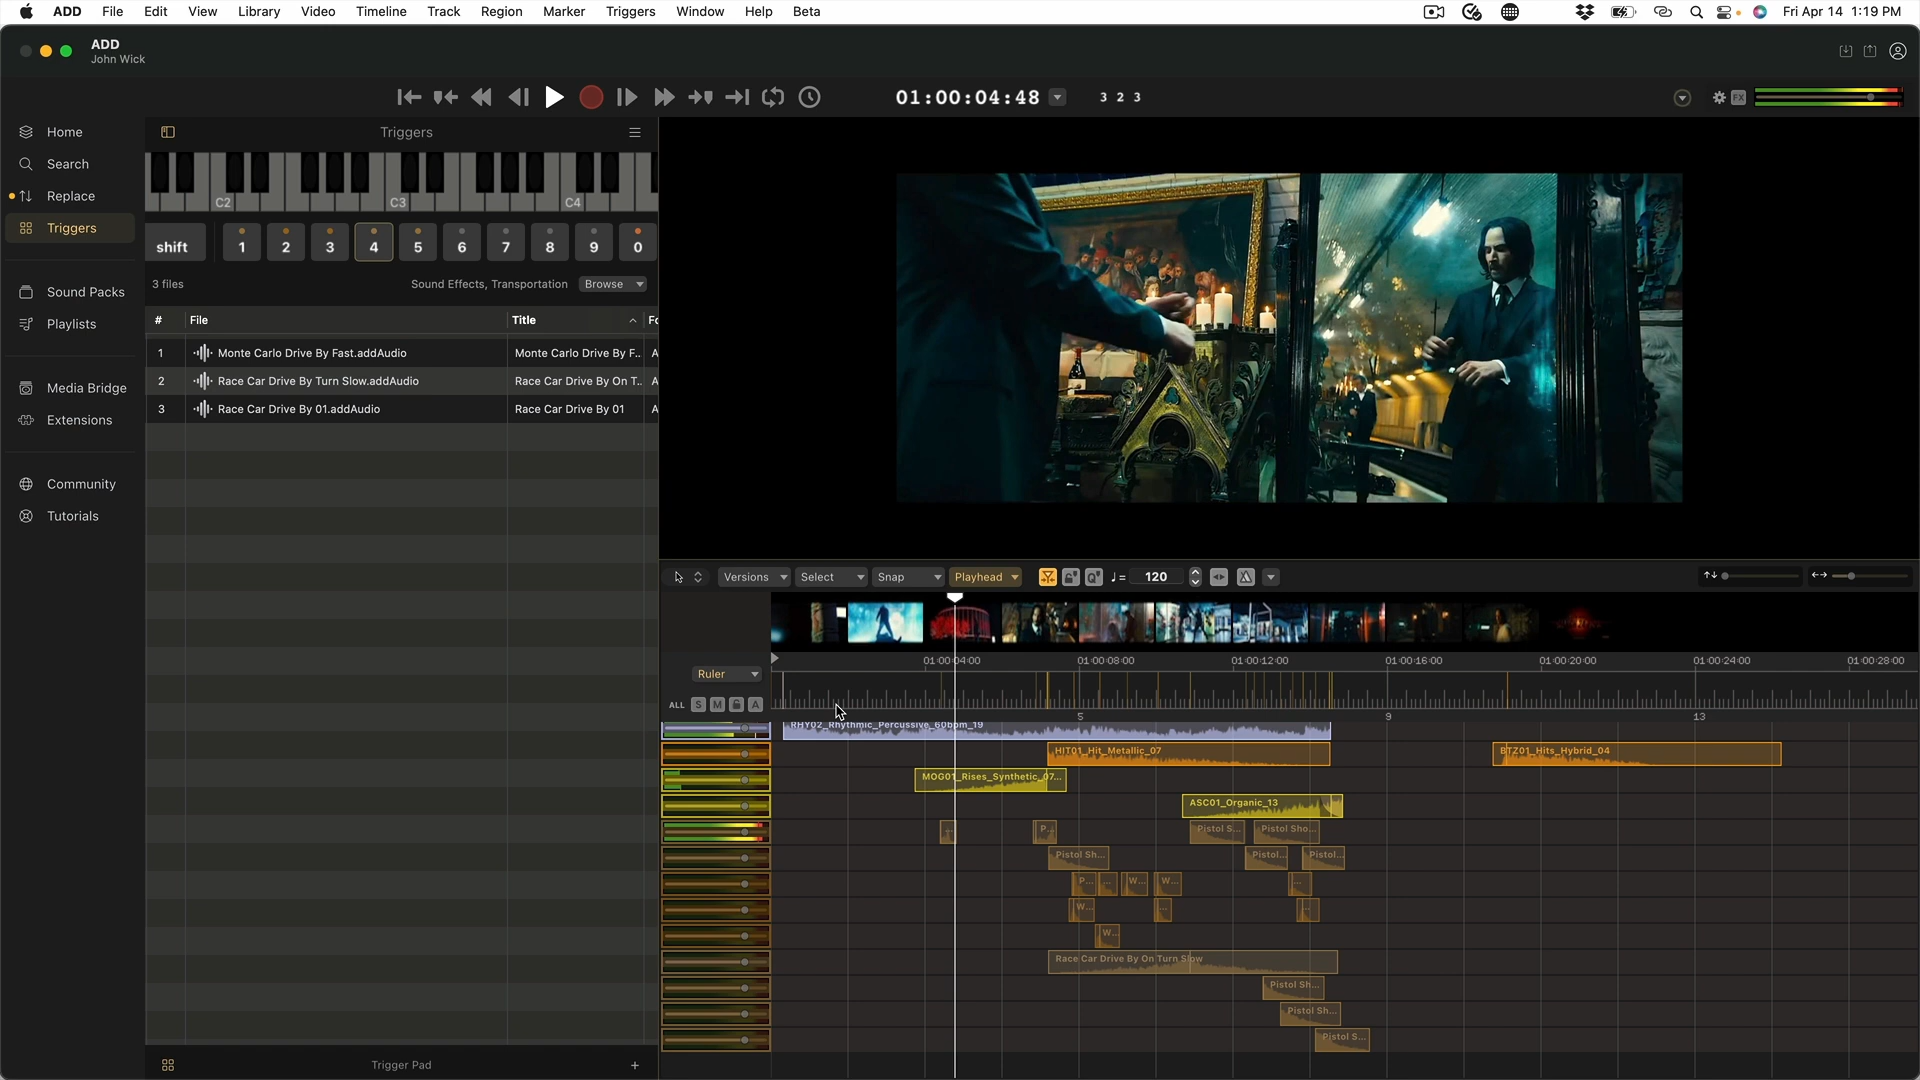 ADD File Edit View Library Video Timeline Track Region Marker Triggers Window Help Beta Fri Apr 14 1:19 PM
ADD
John Wick
01:00:04:48 3 2 3
FX
Home
Search
Replace
Triggers
Sound Packs
Playlists
Media Bridge
Extensions
Community
Tutorials
Triggers
C2 C3 C4
shift 1 2 3 4 5 6 7 8 9 0
3 files Sound Effects, Transportation Browse
# File Title Fo
1 Monte Carlo Drive By Fast.addAudio Monte Carlo Drive By F... A
2 Race Car Drive By Turn Slow.addAudio Race Car Drive By On T... A
3 Race Car Drive By 01.addAudio Race Car Drive By 01 A
Trigger Pad +
Versions Select Snap Playhead Q 120
01:00:04:00 01:00:08:00 01:00:12:00 01:00:16:00 01:00:20:00 01:00:24:00 01:00:28:00
Ruler
ALL S M A
5 9 13
RHY02_Rhythmic_Percussive_60bpm_19
HIT01_Hit_Metallic_07 BTZ01_Hits_Hybrid_04
MOG01_Rises_Synthetic_07...
ASC01_Organic_13
... P... Pistol S... Pistol Sho...
Pistol Sh... Pistol... Pistol...
P... ... W... W... ...
W... ... ...
W...
Race Car Drive By On Turn Slow
Pistol Sh...
Pistol Sh...
Pistol S...